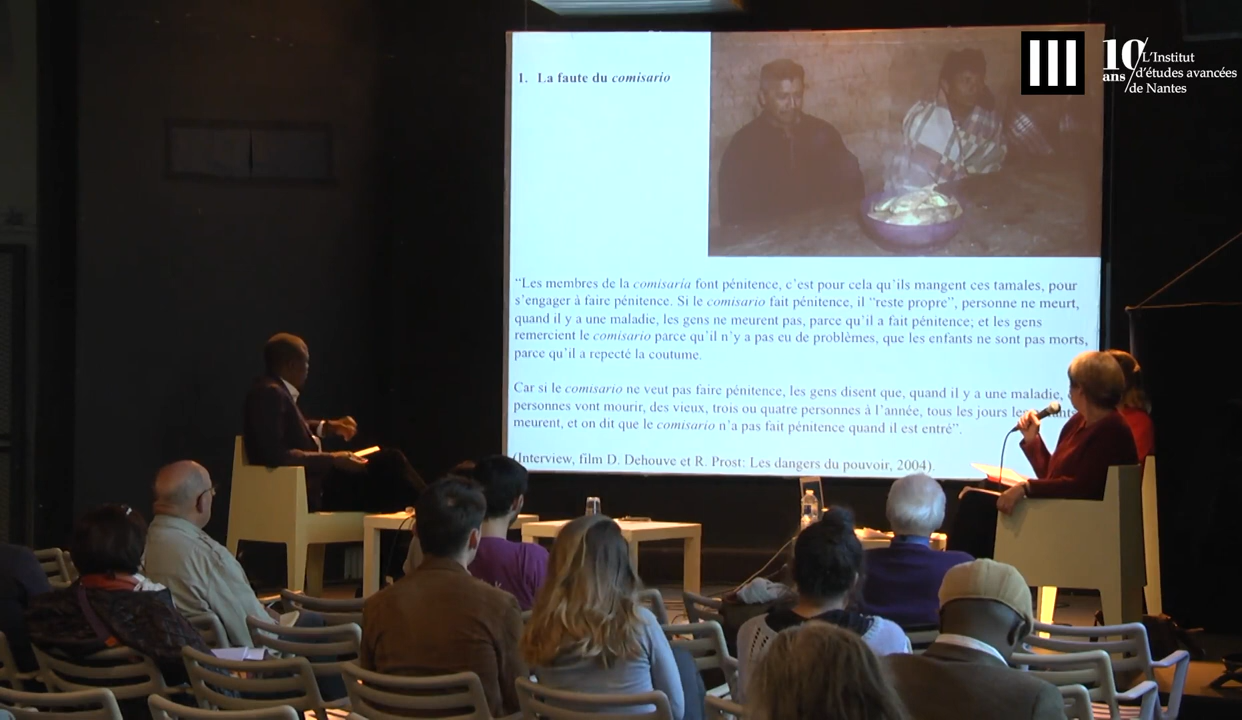 1. La faute du comisario
10
ans
L'Institut
d'études avancées
de Nantes
“Les membres de la comisaria font pénitence, c'est pour cela qu'ils mangent ces tamales, pour
s'engager à faire pénitence. Si le comisario fait pénitence, il “reste propre”, personne ne meurt,
quand il y a une maladie, les gens ne meurent pas, parce qu'il a fait pénitence; et les gens
remercient le comisario parce qu'il n'y a pas eu de problèmes, que les enfants ne sont pas morts,
parce qu'il a repecté la coutume.
Car si le comisario ne veut pas faire pénitence, les gens disent que, quand il y a une maladie,
personnes vont mourir, des vieux, trois ou quatre personnes à l'année, tous les jours
meurent, et on dit que le comisario n'a pas fait pénitence quand il est entré”.
(Interview, film D. Dehouve et R. Prost: Les dangers du pouvoir, 2004).